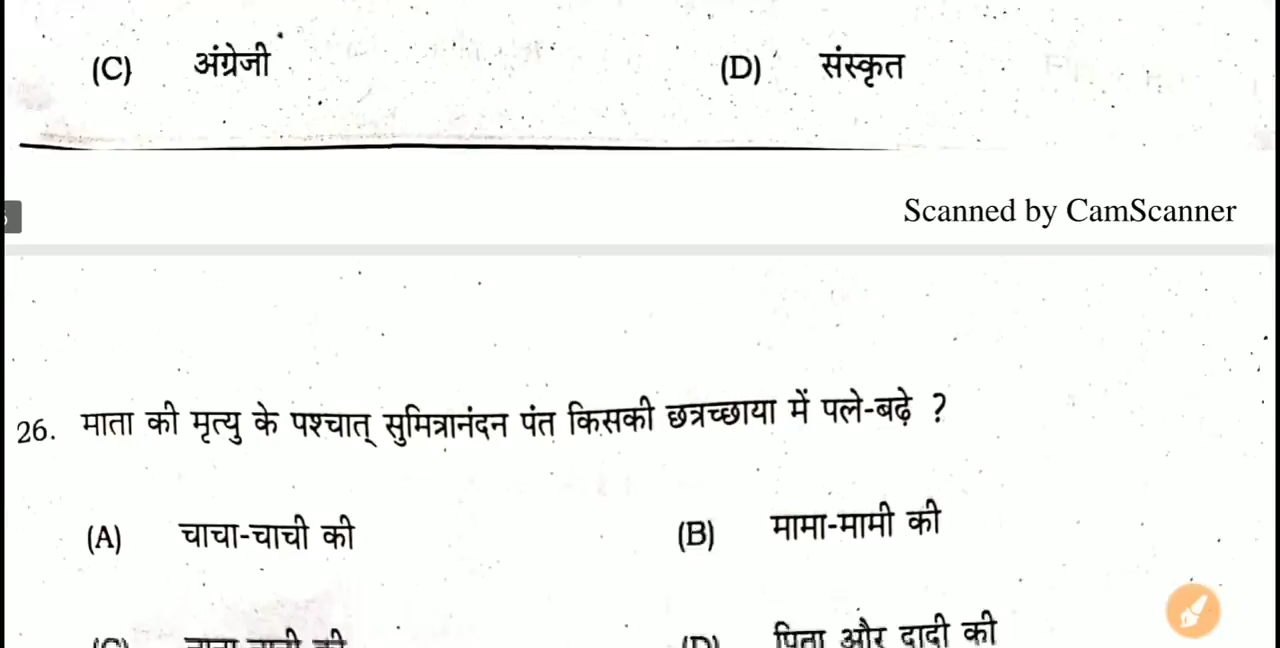 (C) अंग्रेजी (D) संस्कृत
Scanned by CamScanner
26. माता की मृत्यु के पश्चात् सुमित्रानंदन पंत किसकी छत्रच्छाया में पले-बढ़े ?
(A) चाचा-चाची की (B) मामा-मामी की
(D) पिता और दादी की